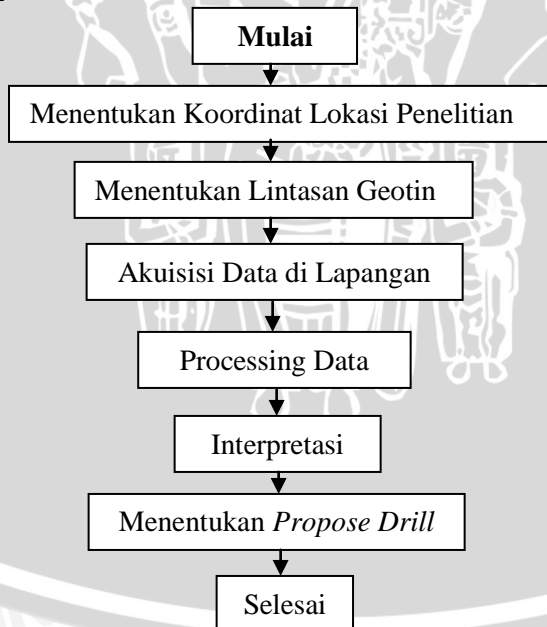 Mulai
Menentukan Koordinat Lokasi Penelitian
Menentukan Lintasan Geotin
Akuisisi Data di Lapangan
Processing Data
Interpretasi
Menentukan Propose Drill
Selesai